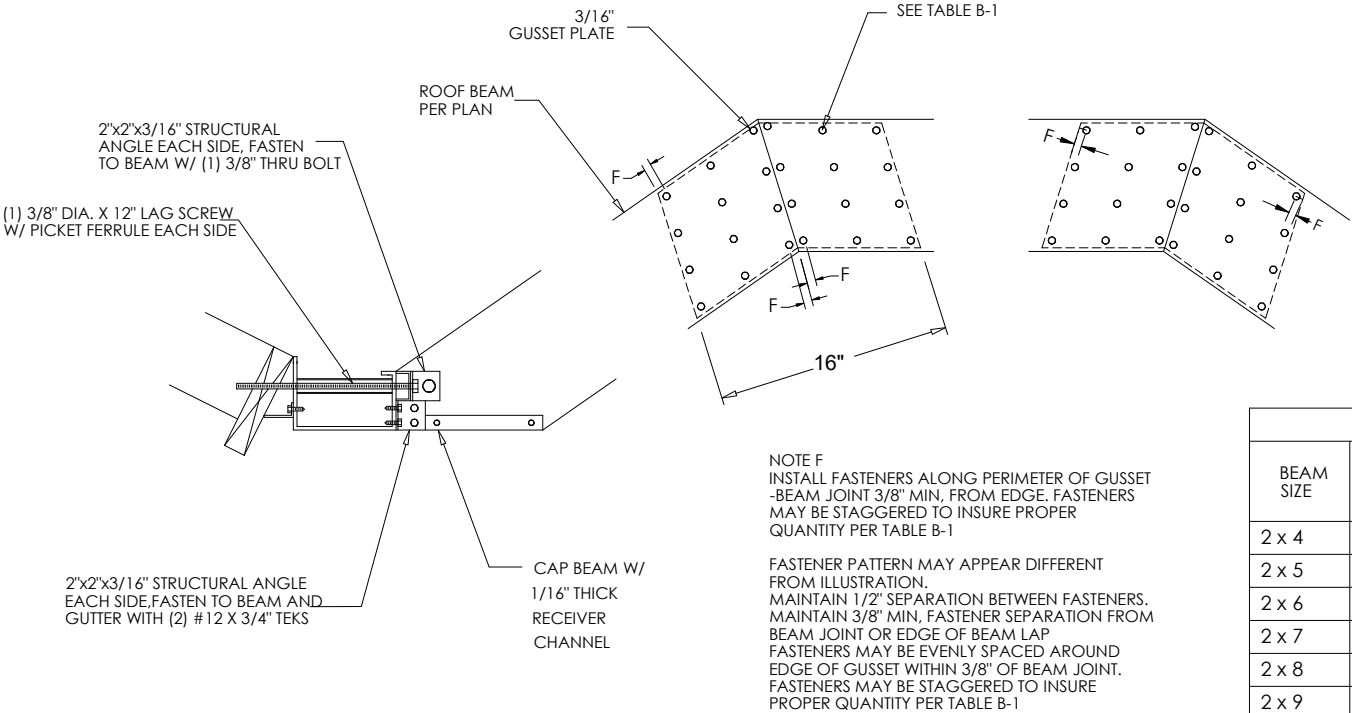 3/16"
GUSSET PLATE
SEE TABLE B-1
ROOF BEAM
PER PLAN
2"x2"x3/16" STRUCTURAL
ANGLE EACH SIDE, FASTEN
TO BEAM W/ (1) 3/8" THRU BOLT
(1) 3/8" DIA. X 12" LAG SCREW
W/ PICKET FERRULE EACH SIDE
F
F
F
F
F
16"
2"x2"x3/16" STRUCTURAL ANGLE
EACH SIDE,FASTEN TO BEAM AND
GUTTER WITH (2) #12 X 3/4" TEKS
CAP BEAM W/
1/16" THICK
RECEIVER
CHANNEL
NOTE F
INSTALL FASTENERS ALONG PERIMETER OF GUSSET
-BEAM JOINT 3/8" MIN, FROM EDGE. FASTENERS
MAY BE STAGGERED TO INSURE PROPER
QUANTITY PER TABLE B-1
FASTENER PATTERN MAY APPEAR DIFFERENT
FROM ILLUSTRATION.
MAINTAIN 1/2" SEPARATION BETWEEN FASTENERS.
MAINTAIN 3/8" MIN, FASTENER SEPARATION FROM
BEAM JOINT OR EDGE OF BEAM LAP
FASTENERS MAY BE EVENLY SPACED AROUND
EDGE OF GUSSET WITHIN 3/8" OF BEAM JOINT.
FASTENERS MAY BE STAGGERED TO INSURE
PROPER QUANTITY PER TABLE B-1
BEAM
SIZE
2 x 4
2 x 5
2 x 6
2 x 7
2 x 8
2 x 9